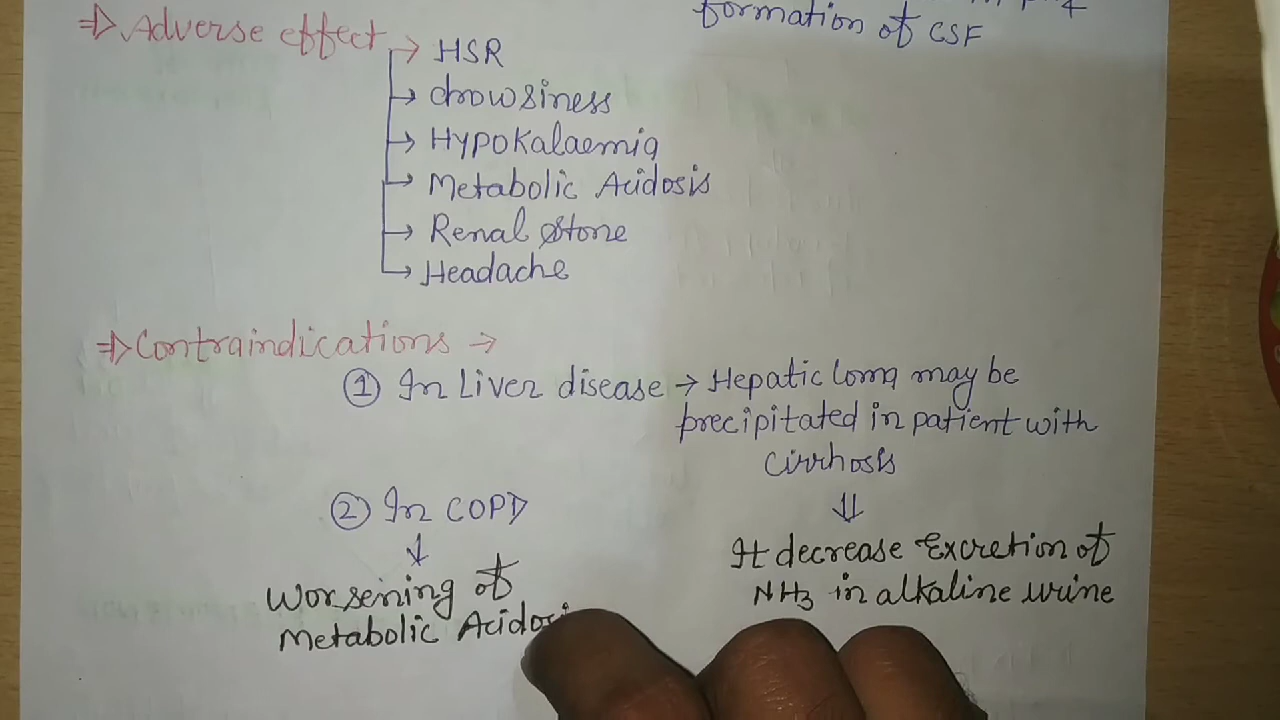 formation of CSF
⇒ Adverse effect → HSR
→ drowsiness
→ Hypokalaemia
→ Metabolic Acidosis
→ Renal stone
→ Headache
⇒ Contraindications →
① In Liver disease → Hepatic Coma may be
precipitated in patient with
cirrhosis
⇓
It decrease Excretion of
NH3 in alkaline urine
② In COPD
↓
Worsening of
Metabolic